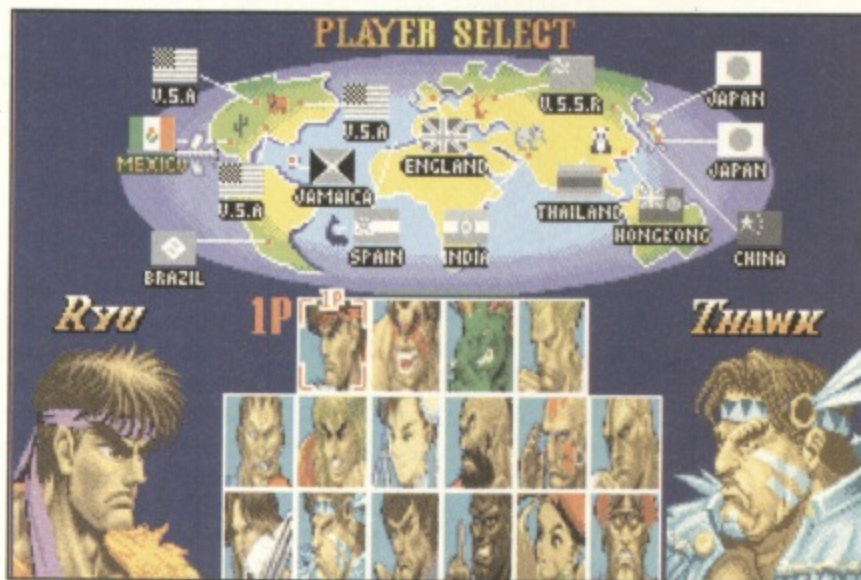 PLAYER SELECT
U.S.A
U.S.A
U.S.S.R
JAPAN
MEXICO
ENGLAND
JAPAN
U.S.A
JAMAICA
THAILAND
BRAZIL
SPAIN
INDIA
HONGKONG
CHINA
RYU
1P
1P
T.HAWK